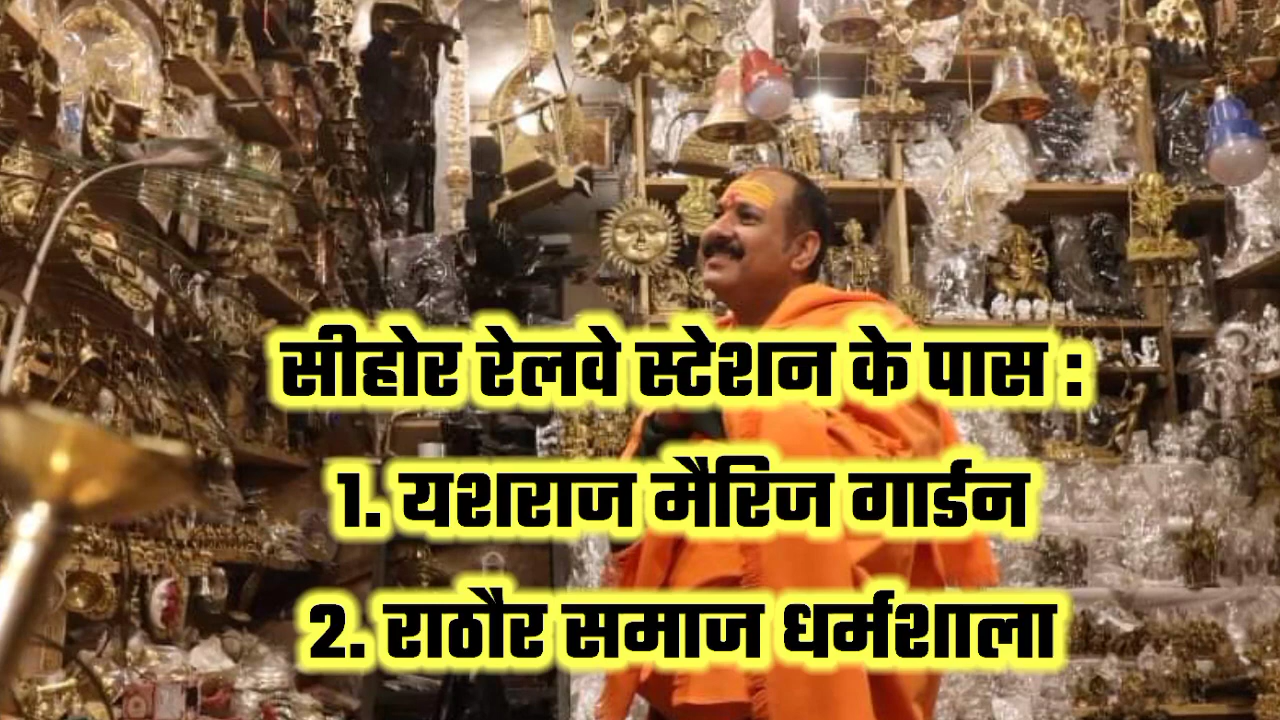 सीहोर रेलवे स्टेशन के पास :
1. यशराज मैरिज गार्डन
2. राठौर समाज धर्मशाला